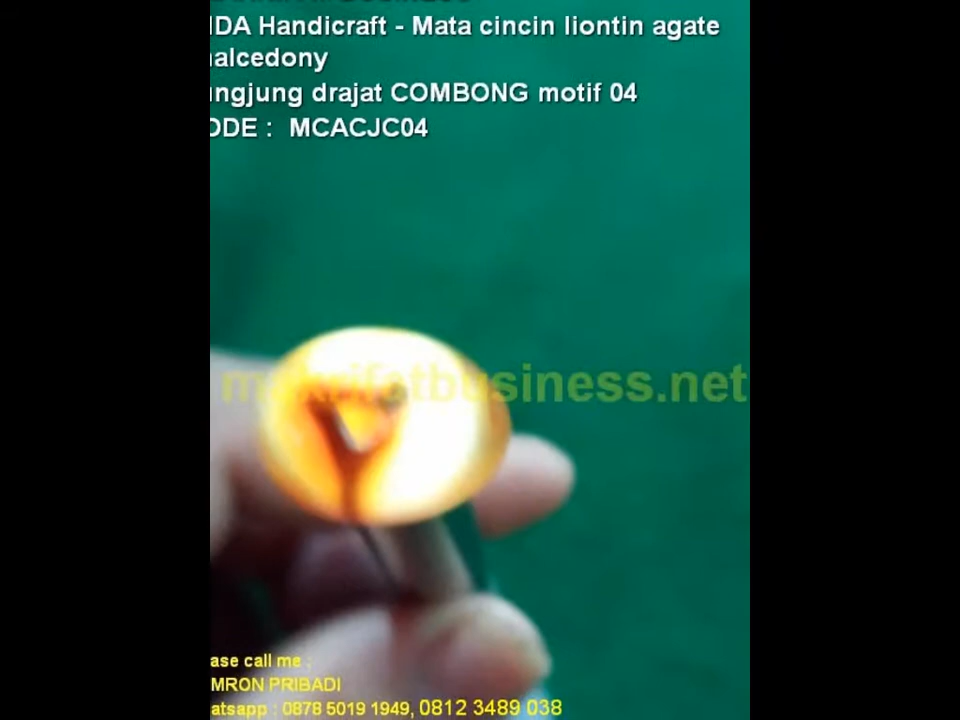 IDA Handicraft - Mata cincin liontin agate
halcedony
ungjung drajat COMBONG motif 04
ODE : MCACJC04
business.net
ase call me :
MRON PRIBADI
atsapp : 0878 5019 1949, 0812 3489 038